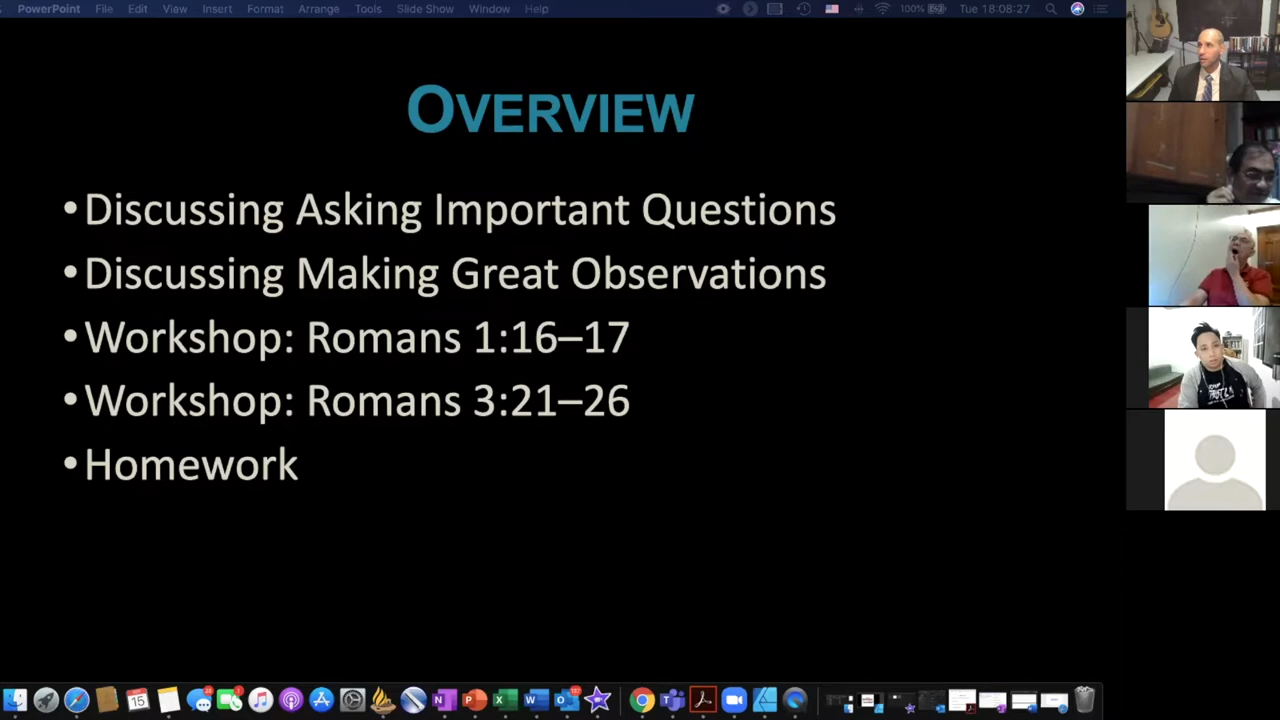 PowerPoint File Edit View Insert Format Arrange Tools Slide Show Window Help 100% Tue 18:08:27
OVERVIEW
•Discussing Asking Important Questions
•Discussing Making Great Observations
•Workshop: Romans 1:16–17
•Workshop: Romans 3:21–26
•Homework
15